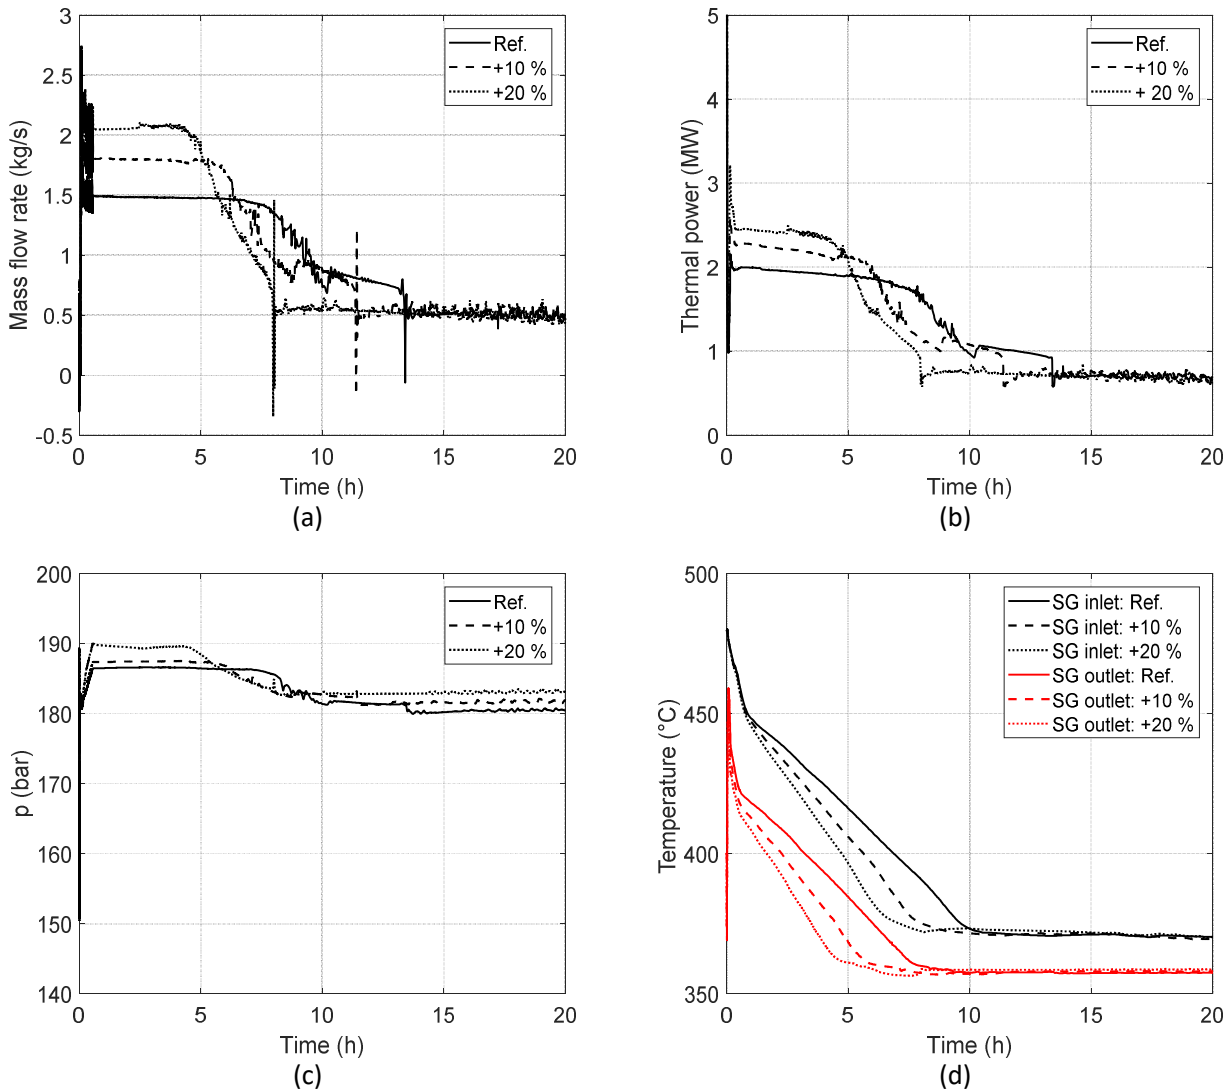 3
2.5
2
1.5
1
0.5
0
-0.5
Mass flow rate (kg/s)
Ref.
+10 %
+20 %
0
5
10
15
20
Time (h)
(a)
5
4
3
2
1
0
Thermal power (MW)
Ref.
+10 %
+ 20 %
0
5
10
15
20
Time (h)
(b)
200
190
180
170
160
150
140
p (bar)
Ref.
+10 %
+20 %
0
5
10
15
20
Time (h)
(c)
500
450
400
350
Temperature (°C)
SG inlet: Ref.
SG inlet: +10 %
SG inlet: +20 %
SG outlet: Ref.
SG outlet: +10 %
SG outlet: +20 %
0
5
10
15
20
Time (h)
(d)